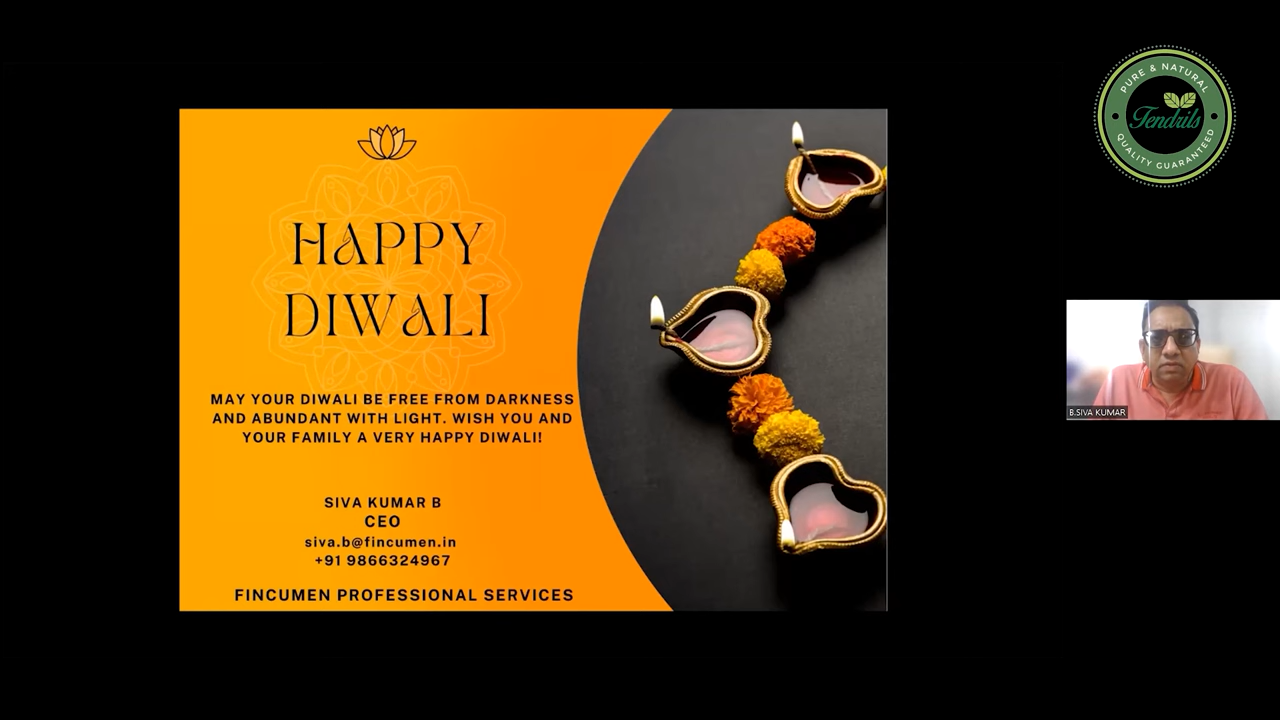 HAPPY
DIWALI
MAY YOUR DIWALI BE FREE FROM DARKNESS
AND ABUNDANT WITH LIGHT. WISH YOU AND
YOUR FAMILY A VERY HAPPY DIWALI!
SIVA KUMAR B
CEO
siva.b@fincumen.in
+91 9866324967
FINCUMEN PROFESSIONAL SERVICES
PURE & NATURAL
Tendrils
QUALITY GUARANTEED
B.SIVA KUMAR